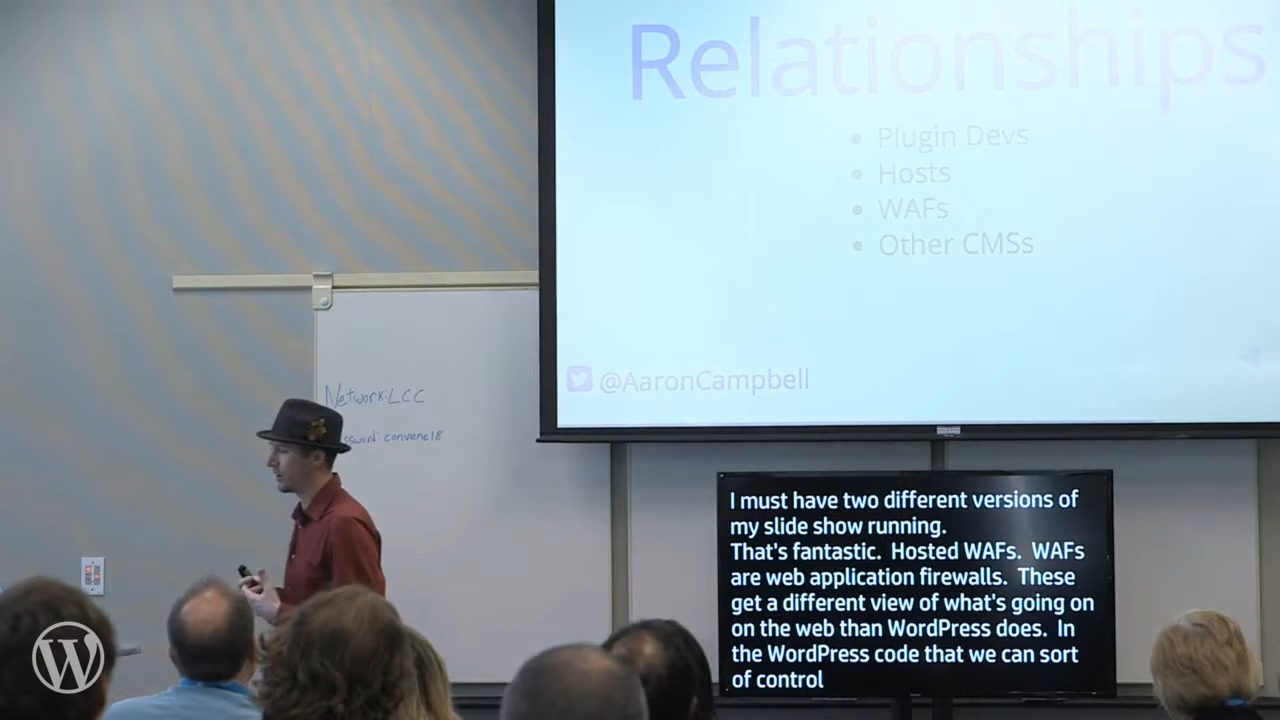 Relationships
Plugin Devs
Hosts
WAFs
Other CMSs
@AaronCampbell
Network: LCC
ssword: convene18
I must have two different versions of
my slide show running.
That's fantastic. Hosted WAFs. WAFs
are web application firewalls. These
get a different view of what's going on
on the web than WordPress does. In
the WordPress code that we can sort
of control